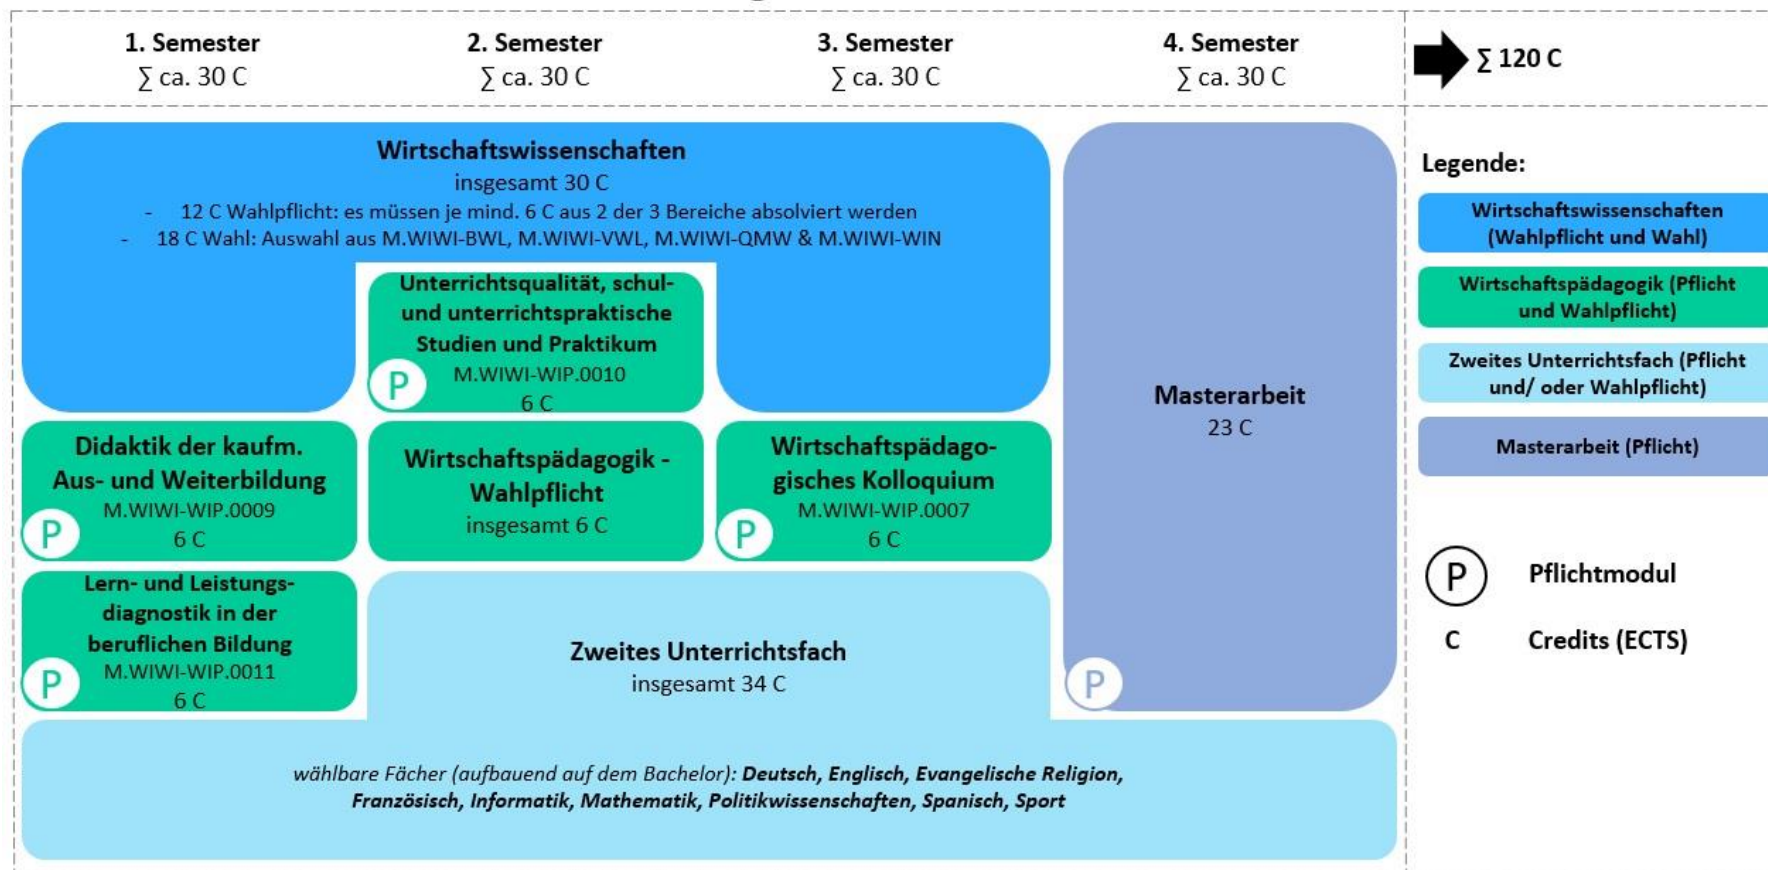 1. Semester
∑ ca. 30 C
2. Semester
∑ ca. 30 C
3. Semester
∑ ca. 30 C
4. Semester
∑ ca. 30 C
∑ 120 C
Wirtschaftswissenschaften
insgesamt 30 C
- 12 C Wahlpflicht: es müssen je mind. 6 C aus 2 der 3 Bereiche absolviert werden
- 18 C Wahl: Auswahl aus M.WIWI-BWL, M.WIWI-VWL, M.WIWI-QMW & M.WIWI-WIN
Unterrichtsqualität, schul-
und unterrichtspraktische
Studien und Praktikum
M.WIWI-WIP.0010
6 C
P
Didaktik der kaufm.
Aus- und Weiterbildung
M.WIWI-WIP.0009
6 C
P
Wirtschaftspädagogik -
Wahlpflicht
insgesamt 6 C
Wirtschaftspädago-
gisches Kolloquium
M.WIWI-WIP.0007
6 C
P
Lern- und Leistungs-
diagnostik in der
beruflichen Bildung
M.WIWI-WIP.0011
6 C
P
Zweites Unterrichtsfach
insgesamt 34 C
wählbare Fächer (aufbauend auf dem Bachelor): Deutsch, Englisch, Evangelische Religion,
Französisch, Informatik, Mathematik, Politikwissenschaften, Spanisch, Sport
Masterarbeit
23 C
P
Legende:
Wirtschaftswissenschaften
(Wahlpflicht und Wahl)
Wirtschaftspädagogik (Pflicht
und Wahlpflicht)
Zweites Unterrichtsfach (Pflicht
und/ oder Wahlpflicht)
Masterarbeit (Pflicht)
P Pflichtmodul
C Credits (ECTS)